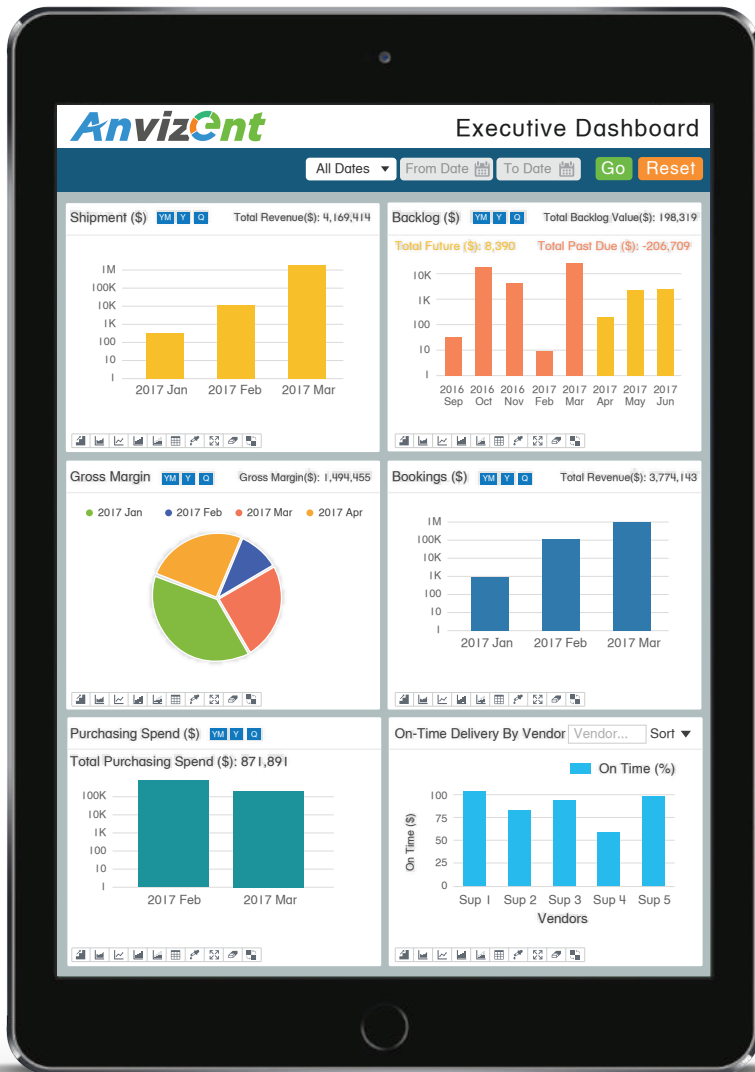 Anvizent
Executive Dashboard
All Dates
From Date
To Date
Go
Reset
Shipment ($) YM Y Q Total Revenue($): 4,169,414
1M
100K
10K
1K
100
10
1
2017 Jan 2017 Feb 2017 Mar
Backlog ($) YM Y Q Total Backlog Value($): 198,319
Total Future ($): 8,390 Total Past Due ($): -206,709
10K
1K
100
10
1
2016 2016 2016 2017 2017 2017 2017 2017
Sep Oct Nov Feb Mar Apr May Jun
Gross Margin YM Y Q Gross Margin($): 1,494,455
2017 Jan 2017 Feb 2017 Mar 2017 Apr
Bookings ($) YM Y Q Total Revenue($): 3,774,143
1M
100K
10K
1K
100
10
1
2017 Jan 2017 Feb 2017 Mar
Purchasing Spend ($) YM Y Q
Total Purchasing Spend ($): 871,891
100K
10K
1K
100
10
1
2017 Feb 2017 Mar
On-Time Delivery By Vendor Vendor... Sort
On Time (%)
On Time ($)
100
75
50
25
0
Sup 1 Sup 2 Sup 3 Sup 4 Sup 5
Vendors